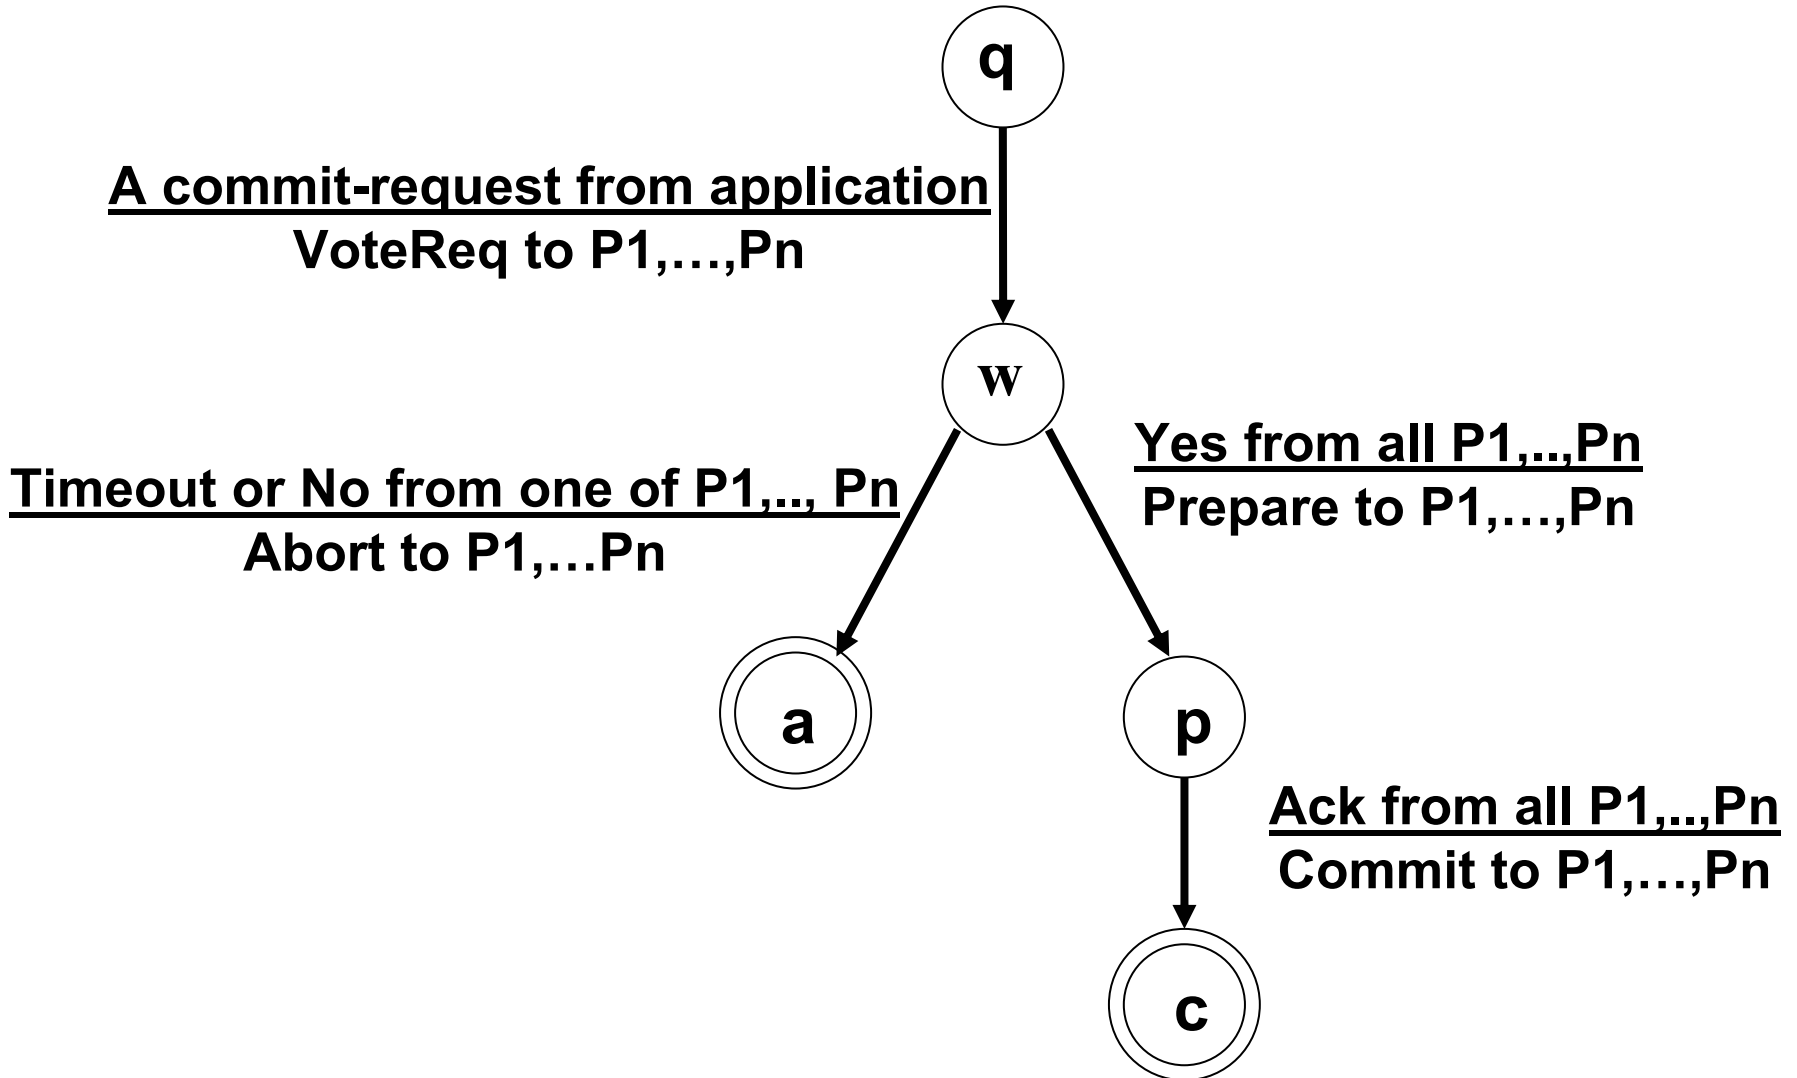 q
A commit-request from application
VoteReq to P1,…,Pn
w
Yes from all P1,..,Pn
Prepare to P1,…,Pn
Timeout or No from one of P1,.., Pn
Abort to P1,…Pn
a
p
Ack from all P1,..,Pn
Commit to P1,…,Pn
c